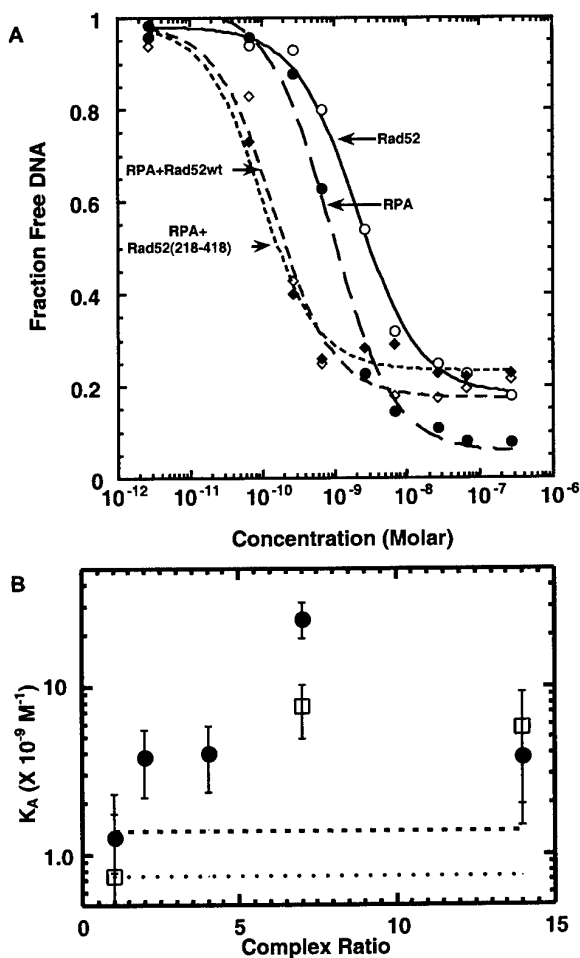 A
1
0.8
0.6
0.4
0.2
0
Fraction Free DNA
Rad52
RPA+Rad52wt
RPA
RPA+
Rad52(218-418)
10-12 10-11 10-10 10-9 10-8 10-7 10-6
Concentration (Molar)
B
10
1.0
KA (X 10-9 M-1)
0 5 10 15
Complex Ratio